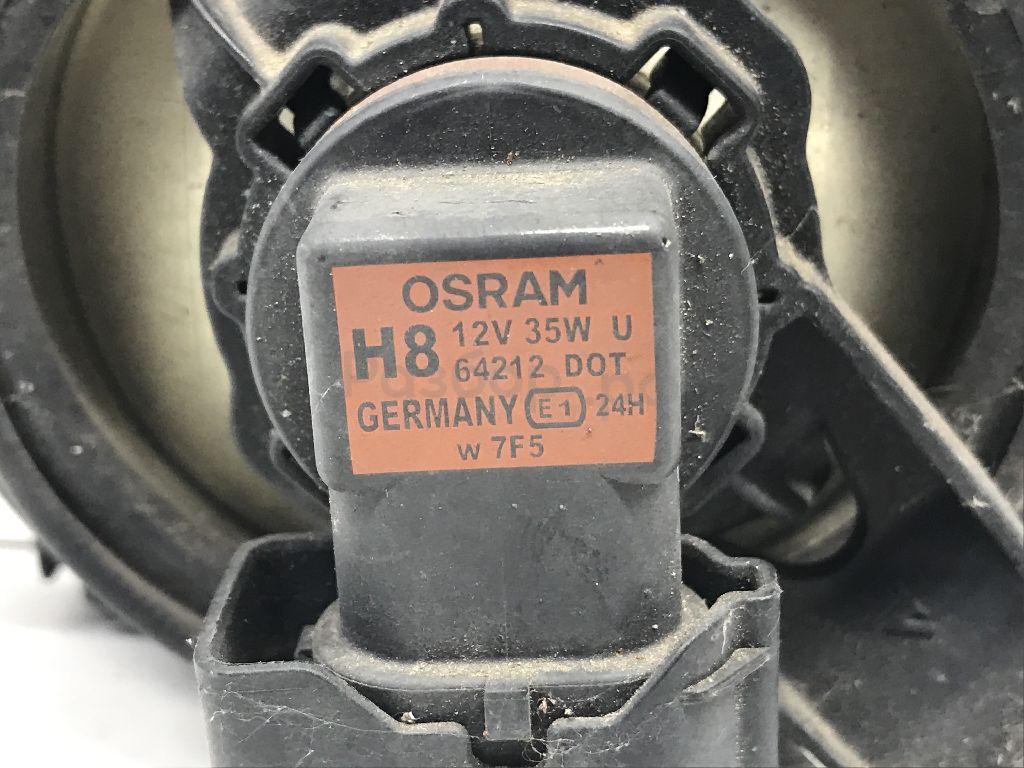 OSRAM
H8 12V 35W U
64212 DOT
GERMANY E1 24H
w 7F5